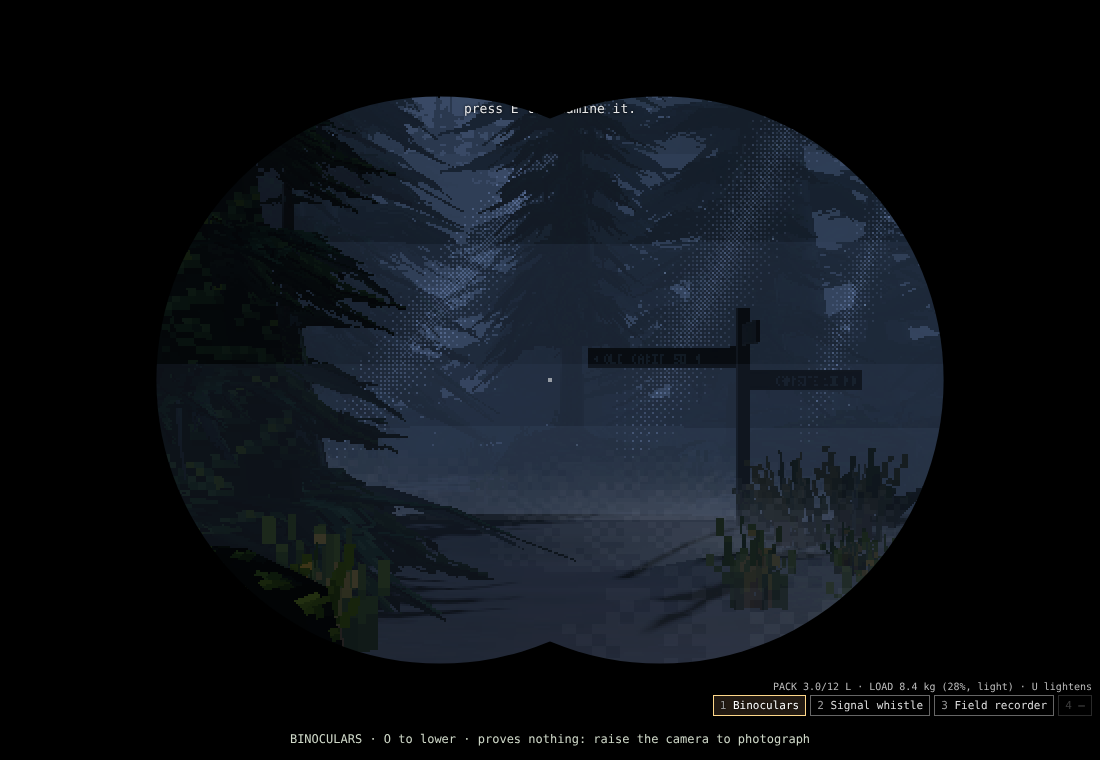 press E it.
PACK 3.0/12 L · LOAD 8.4 kg (28%, light) · U lightens
1 Binoculars 2 Signal whistle 3 Field recorder 4 —
BINOCULARS · O to lower · proves nothing: raise the camera to photograph